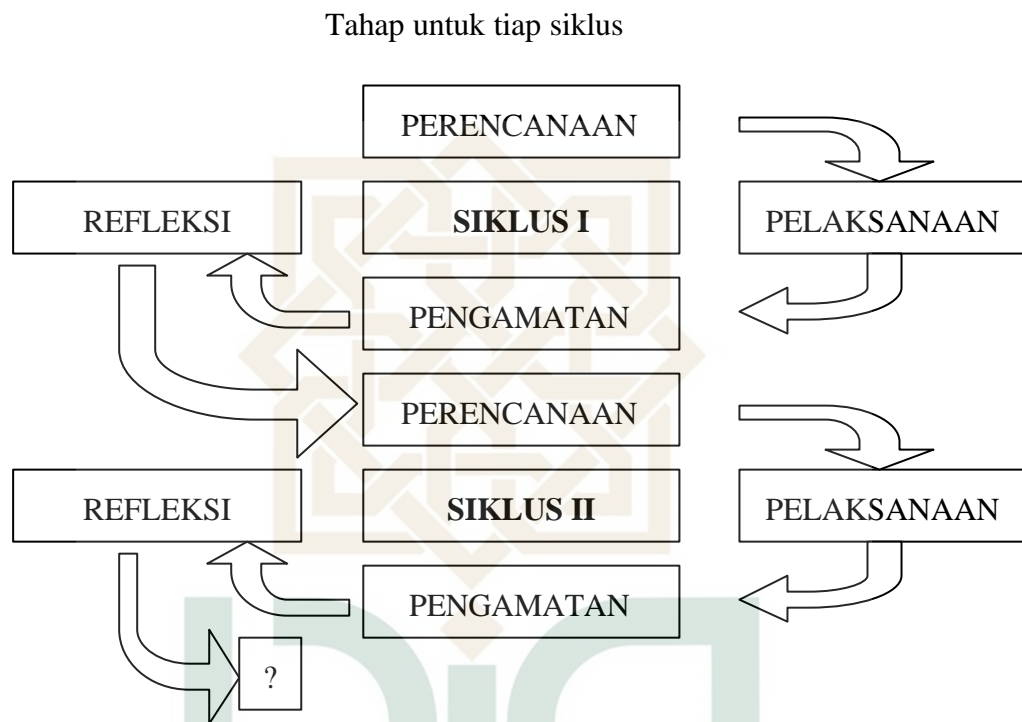 Tahap untuk tiap siklus
PERENCANAAN
REFLEKSI
SIKLUS I
PELAKSANAAN
PENGAMATAN
PERENCANAAN
REFLEKSI
SIKLUS II
PELAKSANAAN
PENGAMATAN
?